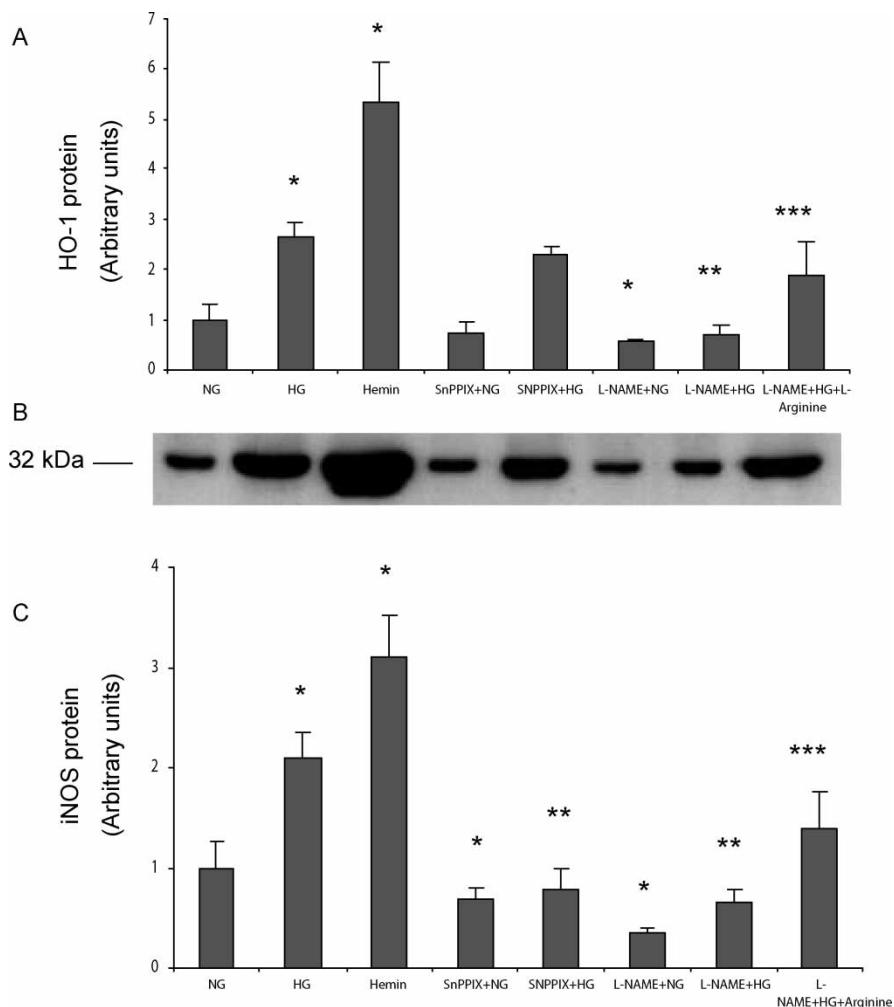 A
7
6
5
4
3
2
1
0
HO-1 protein
(Arbitrary units)
*
*
*
**
***
NG HG Hemin SnPPIX+NG SNPPIX+HG L-NAME+NG L-NAME+HG L-NAME+HG+L-
Arginine
B
32 kDa
C
4
3
2
1
0
iNOS protein
(Arbitrary units)
*
*
*
**
*
**
***
NG HG Hemin SnPPIX+NG SNPPIX+HG L-NAME+NG L-NAME+HG L-
NAME+HG+Arginine